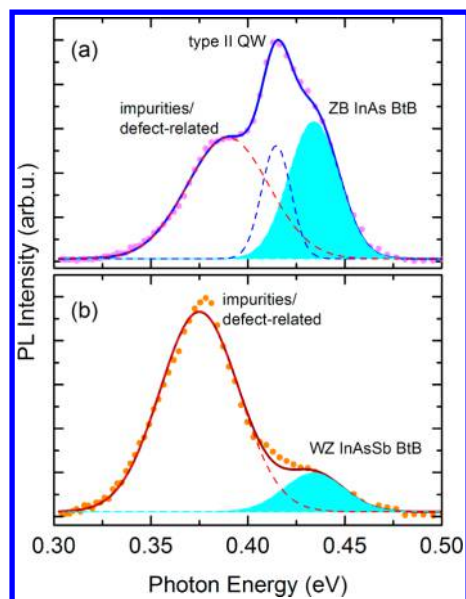 (a)
type II QW
impurities/
defect-related
ZB InAs BtB
PL Intensity (arb.u.)
(b)
impurities/
defect-related
WZ InAsSb BtB
0.30 0.35 0.40 0.45 0.50
Photon Energy (eV)